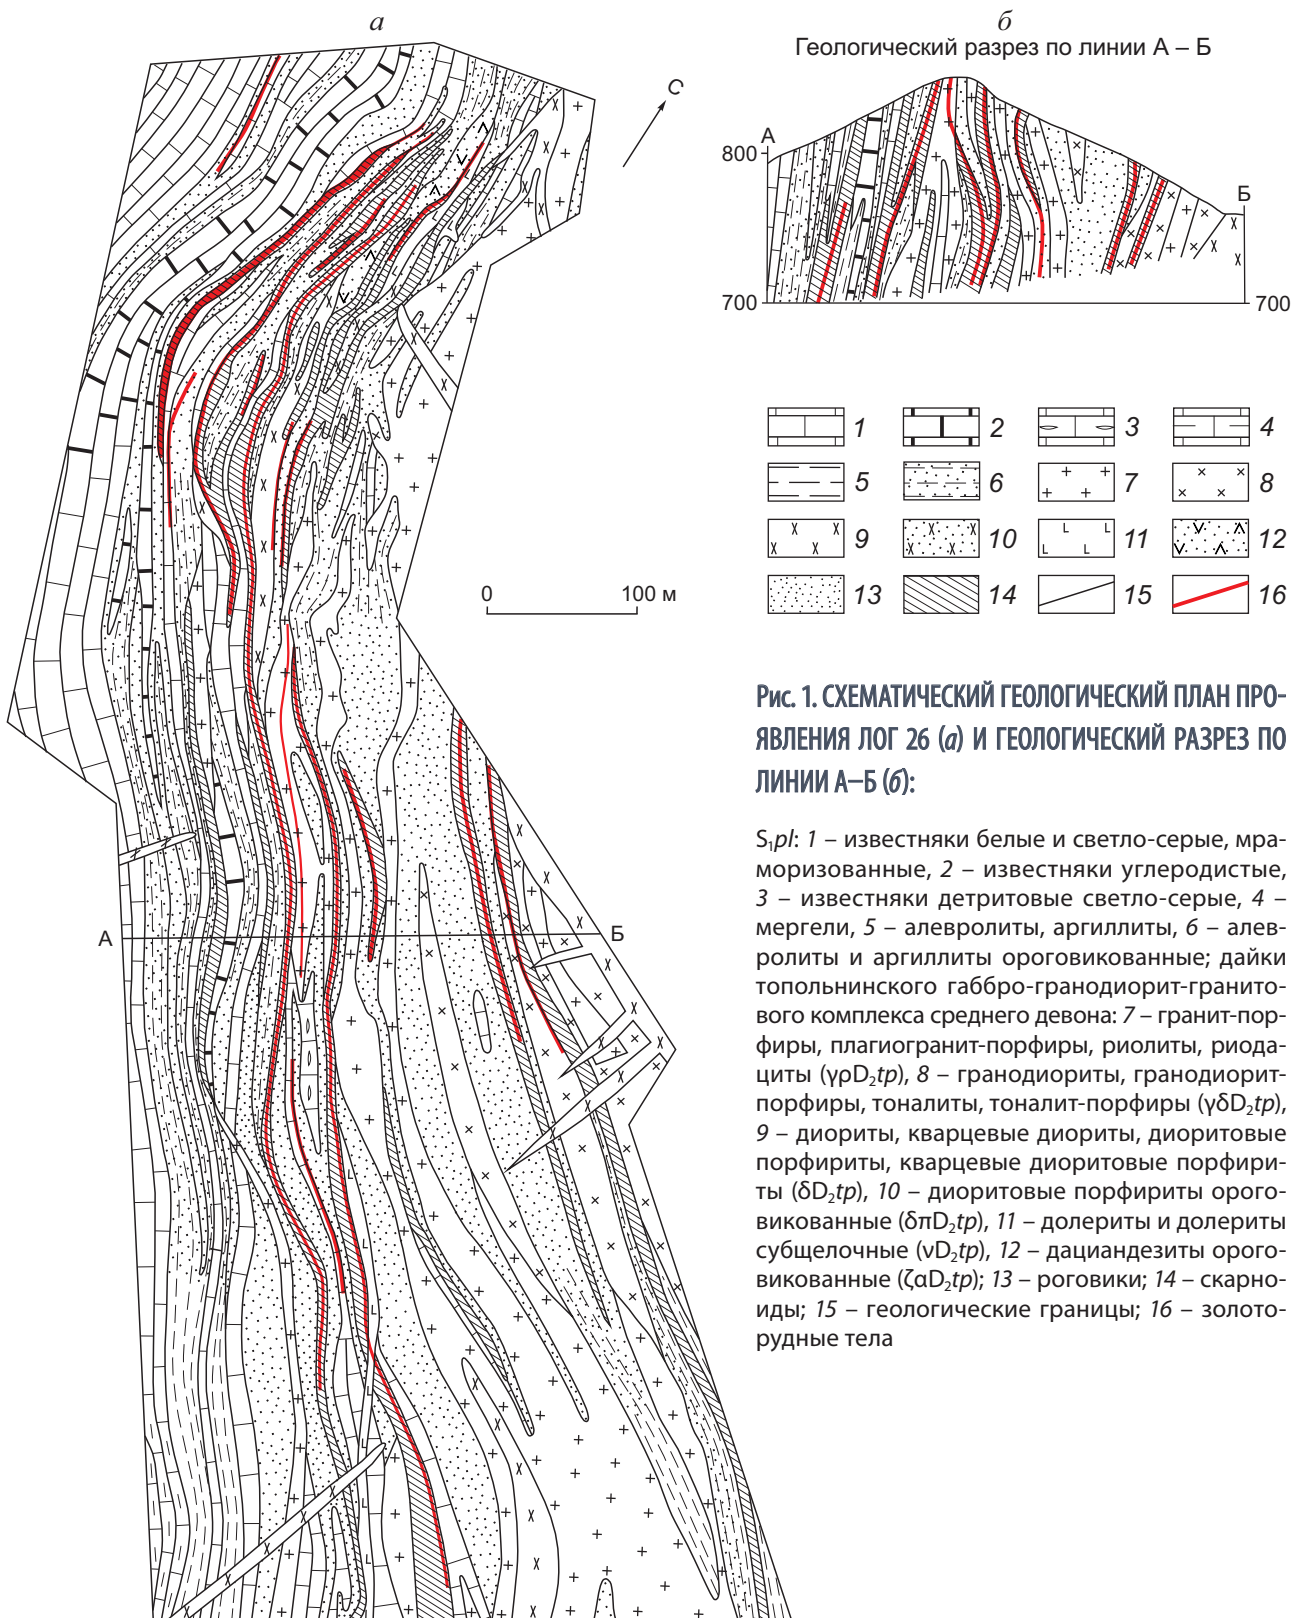 а
б
Геологический разрез по линии А – Б
С
А
800
Б
700
700
1
2
3
4
5
6
7
8
9
10
11
12
13
14
15
16
0
100 м
А
Б
Рис. 1. СХЕМАТИЧЕСКИЙ ГЕОЛОГИЧЕСКИЙ ПЛАН ПРО-
ЯВЛЕНИЯ ЛОГ 26 (а) И ГЕОЛОГИЧЕСКИЙ РАЗРЕЗ ПО
ЛИНИИ А–Б (б):
S₁pl: 1 – известняки белые и светло-серые, мра-
моризованные, 2 – известняки углеродистые,
3 – известняки детритовые светло-серые, 4 –
мергели, 5 – алевролиты, аргиллиты, 6 – алев-
ролиты и аргиллиты ороговикованные; дайки
топольнинского габбро-гранодиорит-гранито-
вого комплекса среднего девона: 7 – гранит-пор-
фиры, плагиогранит-порфиры, риолиты, риода-
циты (γρD₂tp), 8 – гранодиориты, гранодиорит-
порфиры, тоналиты, тоналит-порфиры (γδD₂tp),
9 – диориты, кварцевые диориты, диоритовые
порфириты, кварцевые диоритовые порфири-
ты (δD₂tp), 10 – диоритовые порфириты орого-
викованные (δπD₂tp), 11 – долериты и долериты
субщелочные (νD₂tp), 12 – дациандезиты орого-
викованные (ζαD₂tp); 13 – роговики; 14 – скарно-
иды; 15 – геологические границы; 16 – золото-
рудные тела